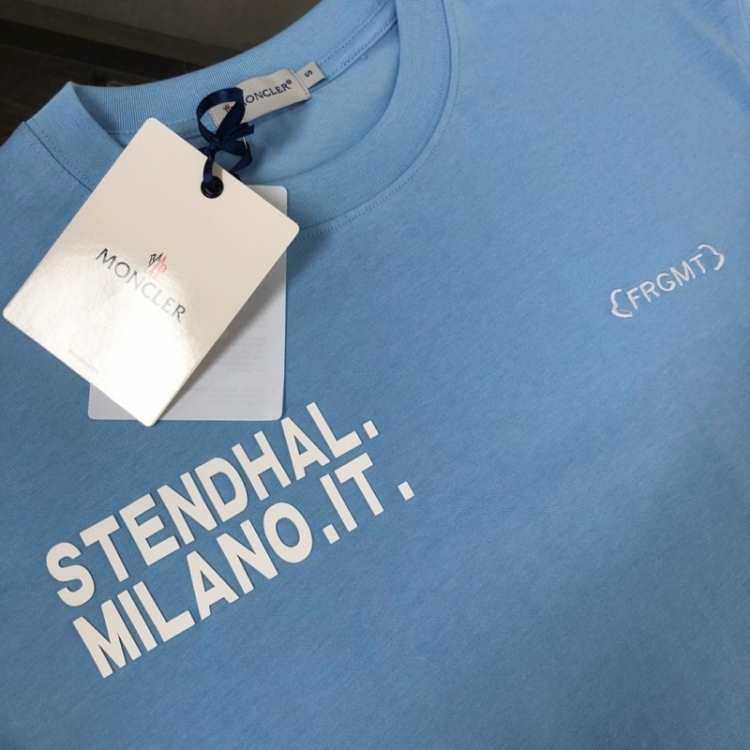 MONCLER®
S
MONCLER
{FRGMT}
STENDHAL.
MILANO.IT.